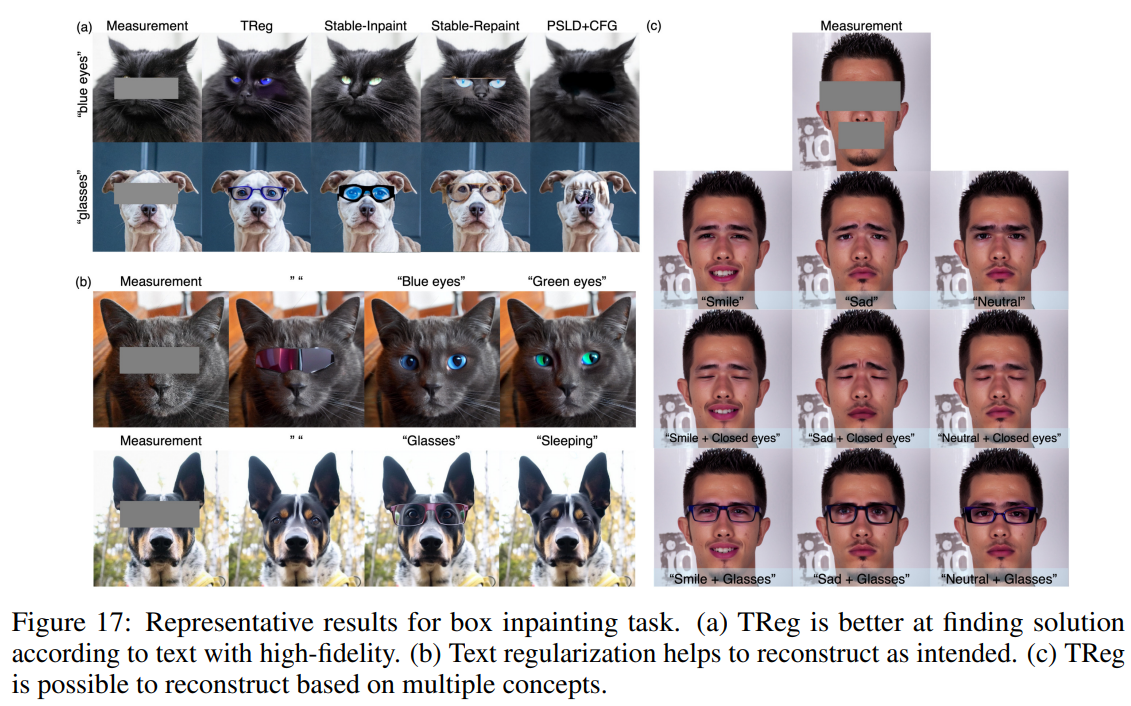 (a)
Measurement
TReg
Stable-Inpaint
Stable-Repaint
PSLD+CFG
"blue eyes"
"glasses"
(b)
Measurement
” “
“Blue eyes”
“Green eyes”
Measurement
” “
“Glasses”
“Sleeping”
(c)
Measurement
id
“Smile”
“Sad”
“Neutral”
“Smile + Closed eyes”
“Sad + Closed eyes”
“Neutral + Closed eyes”
“Smile + Glasses”
“Sad + Glasses”
“Neutral + Glasses”
Figure 17: Representative results for box inpainting task. (a) TReg is better at finding solution
according to text with high-fidelity. (b) Text regularization helps to reconstruct as intended. (c) TReg
is possible to reconstruct based on multiple concepts.